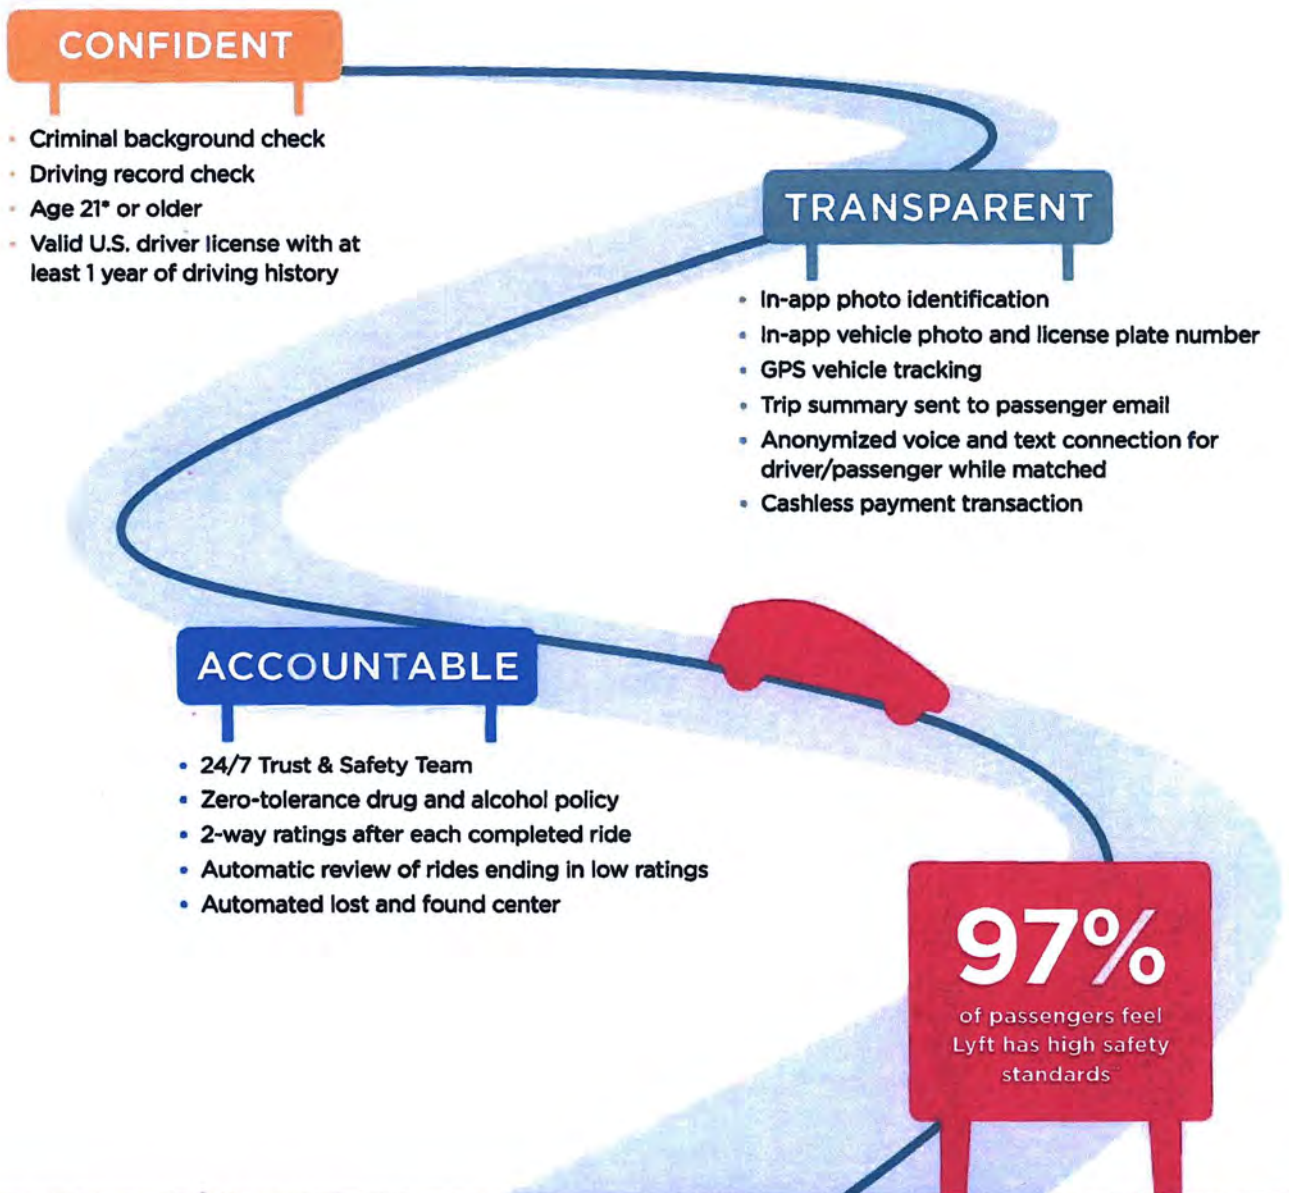 CONFIDENT
• Criminal background check
• Driving record check
• Age 21* or older
• Valid U.S. driver license with at
least 1 year of driving history
TRANSPARENT
• In-app photo identification
• In-app vehicle photo and license plate number
• GPS vehicle tracking
• Trip summary sent to passenger email
• Anonymized voice and text connection for
driver/passenger while matched
• Cashless payment transaction
ACCOUNTABLE
• 24/7 Trust & Safety Team
• Zero-tolerance drug and alcohol policy
• 2-way ratings after each completed ride
• Automatic review of rides ending in low ratings
• Automated lost and found center
97%
of passengers feel
Lyft has high safety
standards**